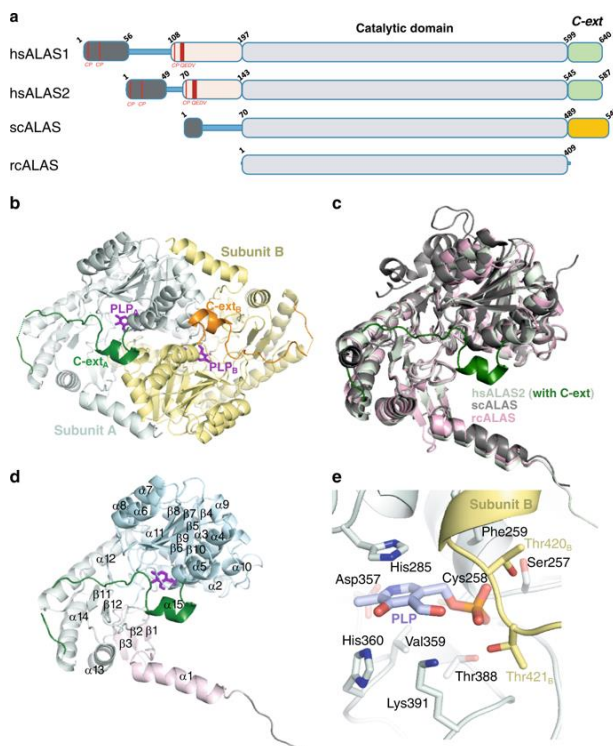 a
Catalytic domain
C-ext
1 56 108 197 599 640
hsALAS1
CP CP CP QEDIV
1 49 70 143 545 587
hsALAS2
CP CP CP QEDIV
1 70 489
scALAS
1 409
rcALAS
b
Subunit B
PLPA
C-extB
C-extA
PLPB
Subunit A
c
hsALAS2 (with C-ext)
scALAS
rcALAS
d
α7
α8 α6 α9
β8 β7 β4
α11 β5 α3 α4
β9
β6 β10
α12 α5 α10
α2
β11 α15
β12
α14 β2 β1
β3
α13
α1
e
Subunit B
Phe259
Thr420B
His285
Ser257
Asp357
Cys258
PLP
His360
Val359
Thr388
Thr421B
Lys391